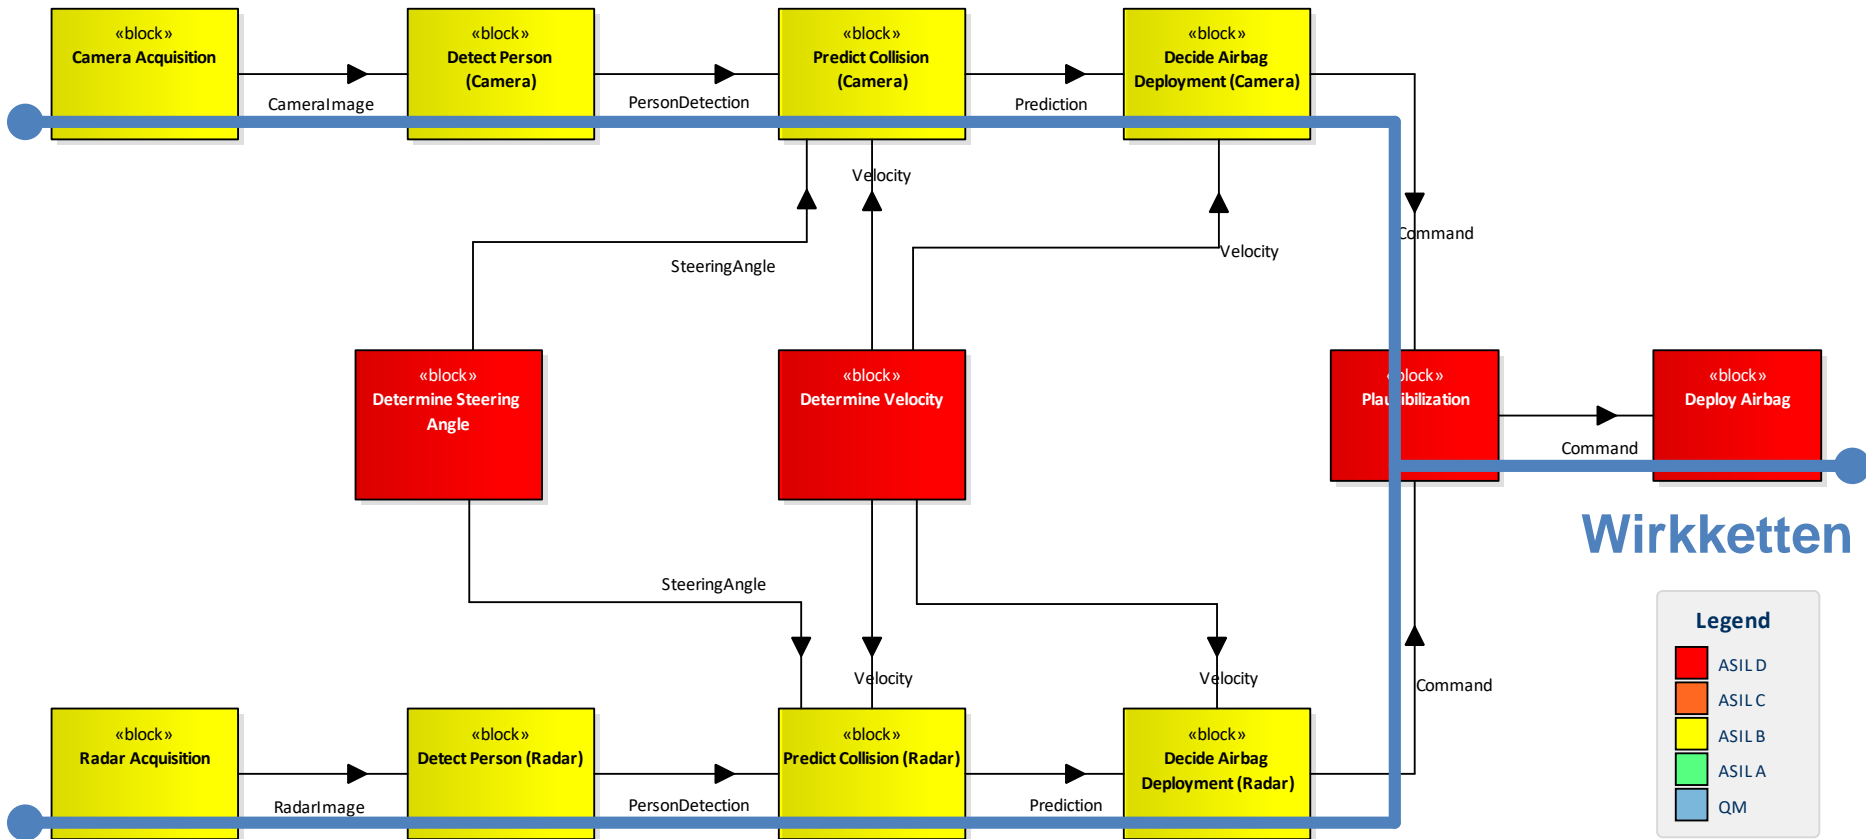 «block»
Camera Acquisition
«block»
Detect Person
(Camera)
«block»
Predict Collision
(Camera)
«block»
Decide Airbag
Deployment (Camera)
CameraImage
PersonDetection
Prediction
Velocity
SteeringAngle
Velocity
Command
«block»
Determine Steering
Angle
«block»
Determine Velocity
«block»
Plausibilization
«block»
Deploy Airbag
Command
Wirkketten
SteeringAngle
Velocity
Velocity
Command
«block»
Radar Acquisition
«block»
Detect Person (Radar)
«block»
Predict Collision (Radar)
«block»
Decide Airbag
Deployment (Radar)
RadarImage
PersonDetection
Prediction
Legend
ASIL D
ASIL C
ASIL B
ASIL A
QM